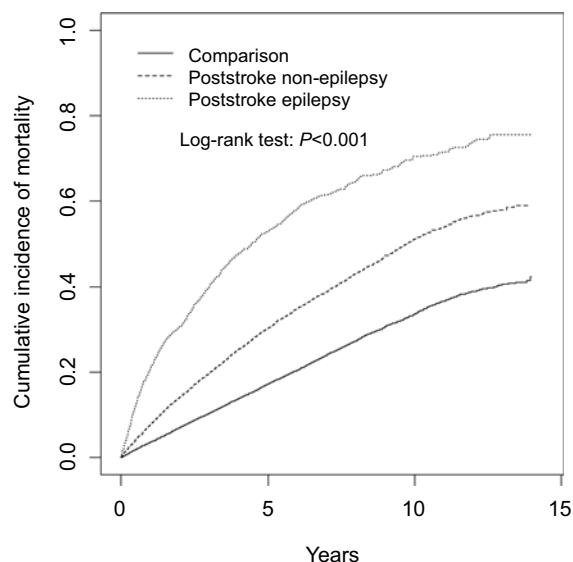 1.0
0.8
0.6
0.4
0.2
0.0
Cumulative incidence of mortality
Comparison
Poststroke non-epilepsy
Poststroke epilepsy
Log-rank test: P<0.001
0 5 10 15
Years